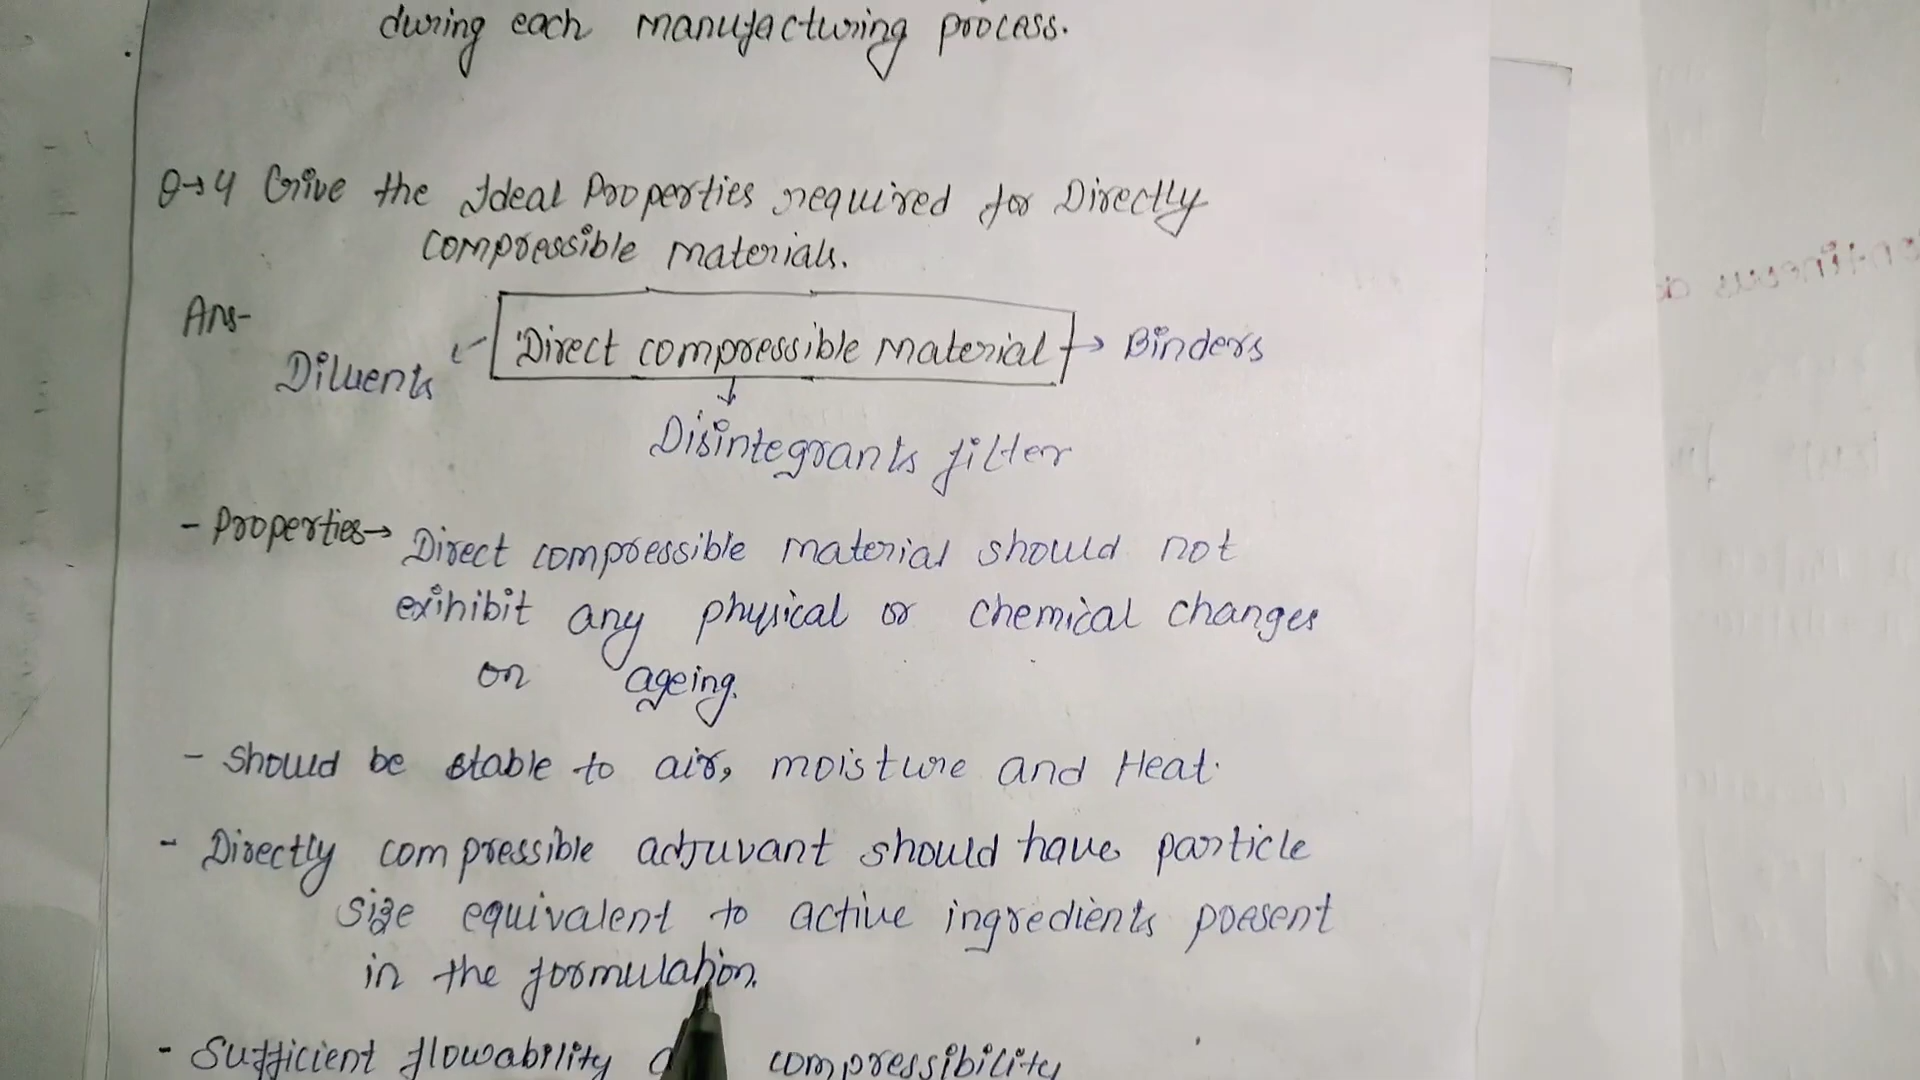 during each manufacturing process.
Q→4 Give the Ideal Properties required for Directly
compressible materials.
Ans-
Direct compressible material → Binders
Diluents
Disintegrants filter
- Properties→ Direct compressible material should not
exihibit any physical or chemical changes
on ageing.
- should be stable to air, moisture and Heat.
- Directly compressible adjuvant should have particle
size equivalent to active ingredients present
in the formulation.
- Sufficient flowability compressibility